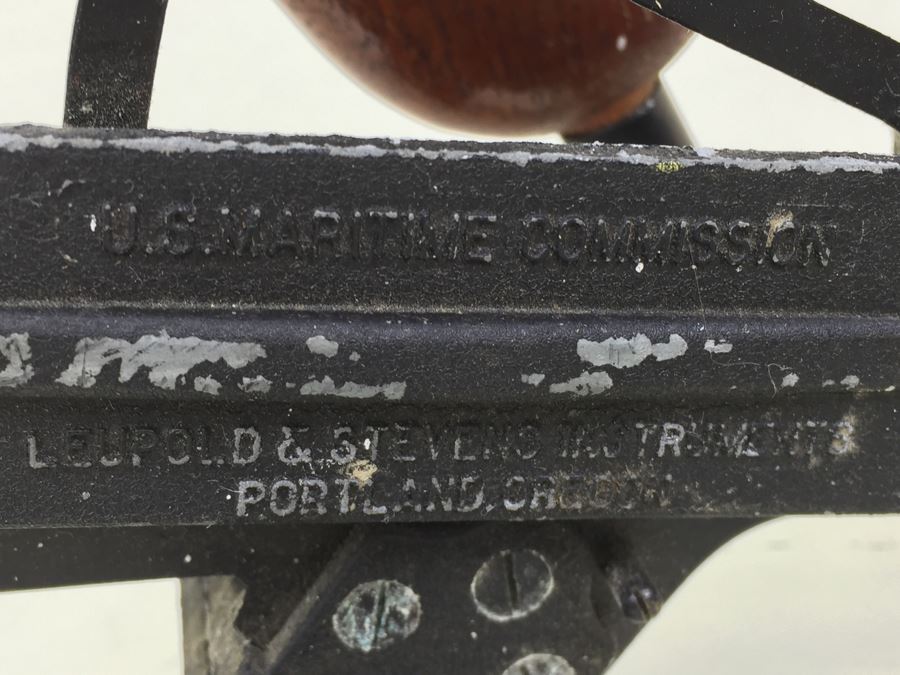 U.S. MARITIME COMMISSION
LEUPOLD & STEVENS INSTRUMENTS
PORTLAND, OREGON